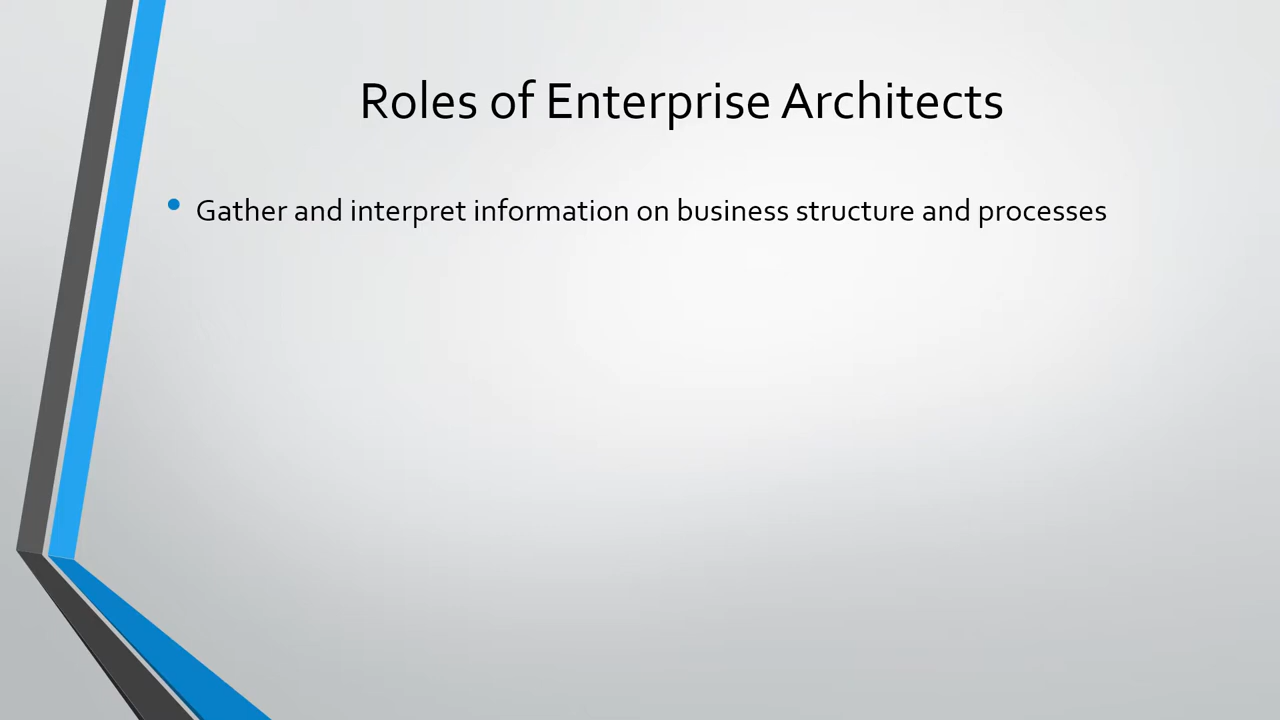 Roles of Enterprise Architects
• Gather and interpret information on business structure and processes